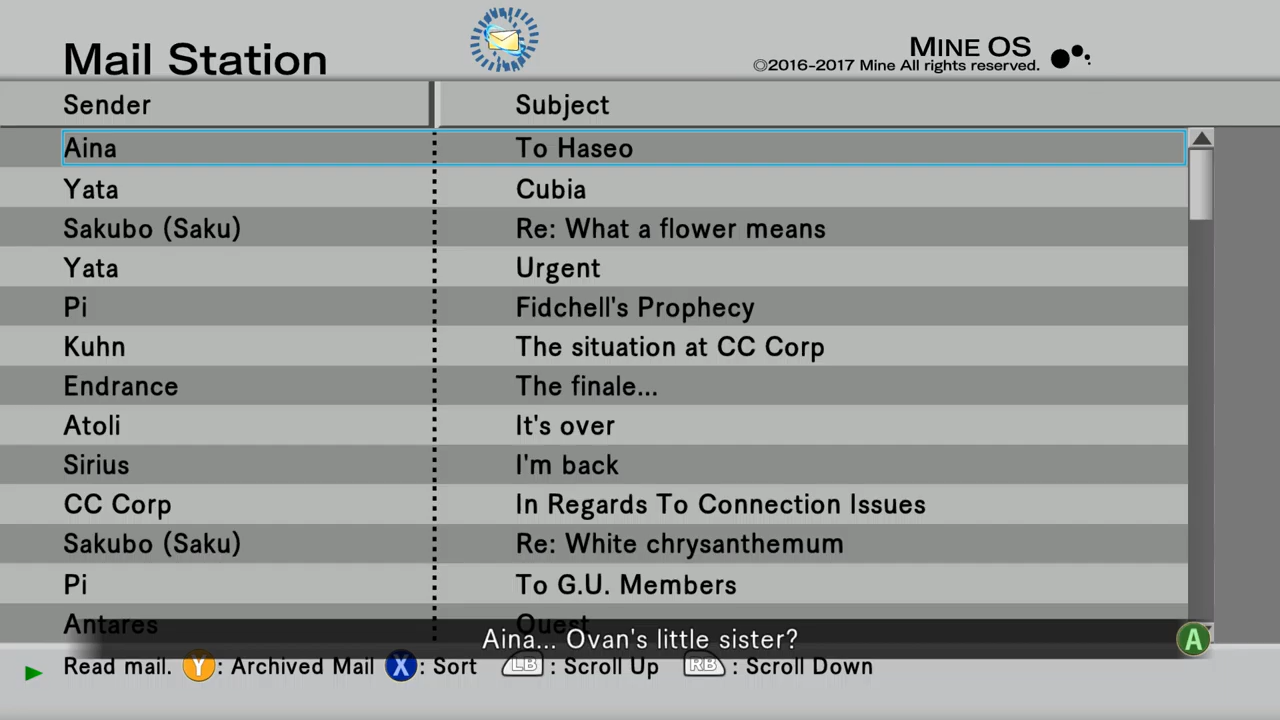 Mail Station
MINE OS
©2016-2017 Mine All rights reserved.
Sender Subject
Aina To Haseo
Yata Cubia
Sakubo (Saku) Re: What a flower means
Yata Urgent
Pi Fidchell's Prophecy
Kuhn The situation at CC Corp
Endrance The finale...
Atoli It's over
Sirius I'm back
CC Corp In Regards To Connection Issues
Sakubo (Saku) Re: White chrysanthemum
Pi To G.U. Members
Antares Quest
Aina... Ovan's little sister? A
Read mail. Y: Archived Mail X: Sort LB : Scroll Up RB : Scroll Down